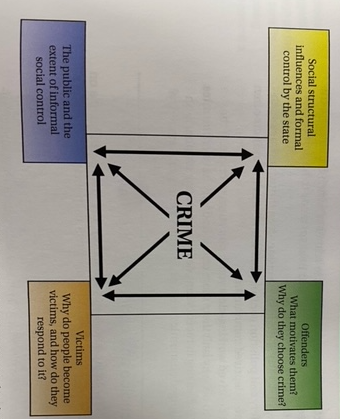 Social structural
influences and formal
control by the state
Offenders
What motivates them?
Why do they choose crime?
CRIME
The public and the
extent of informal
social control
Victims
Why do people become
victims, and how do they
respond to it?